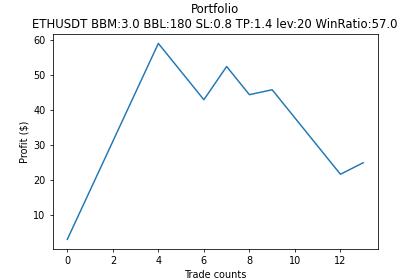 Portfolio
ETHUSDT BBM:3.0 BBL:180 SL:0.8 TP:1.4 lev:20 WinRatio:57.0
60
50
40
30
20
10
Profit ($)
0 2 4 6 8 10 12
Trade counts